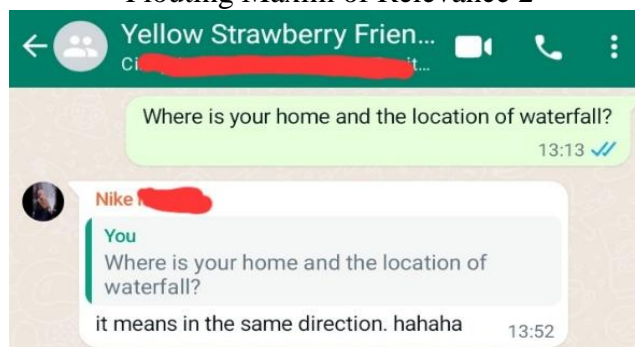 Flouting Maxim of Relevance 2
Yellow Strawberry Frien...
Ci
Where is your home and the location of waterfall?
13:13
Nike
You
Where is your home and the location of
waterfall?
it means in the same direction. hahaha
13:52